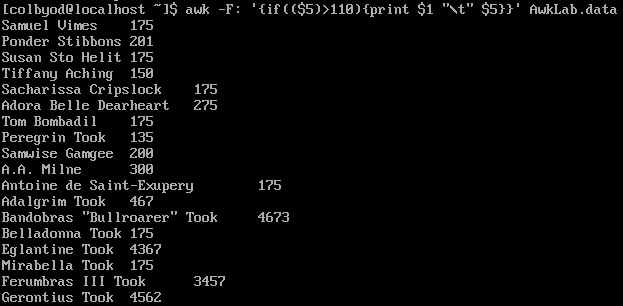 [colbyod@localhost ~]$ awk -F: '{if(($5)>110){print $1 "\t" $5}}' AwkLab.data
Samuel Vimes    175
Ponder Stibbons 201
Susan Sto Helit 175
Tiffany Aching  150
Sacharissa Cripslock    175
Adora Belle Dearheart   275
Tom Bombadil    175
Peregrin Took   135
Samwise Gamgee  200
A.A. Milne      300
Antoine de Saint-Exupery        175
Adalgrim Took   467
Bandobras "Bullroarer" Took     4673
Belladonna Took 175
Eglantine Took  4367
Mirabella Took  175
Ferumbras III Took      3457
Gerontius Took  4562